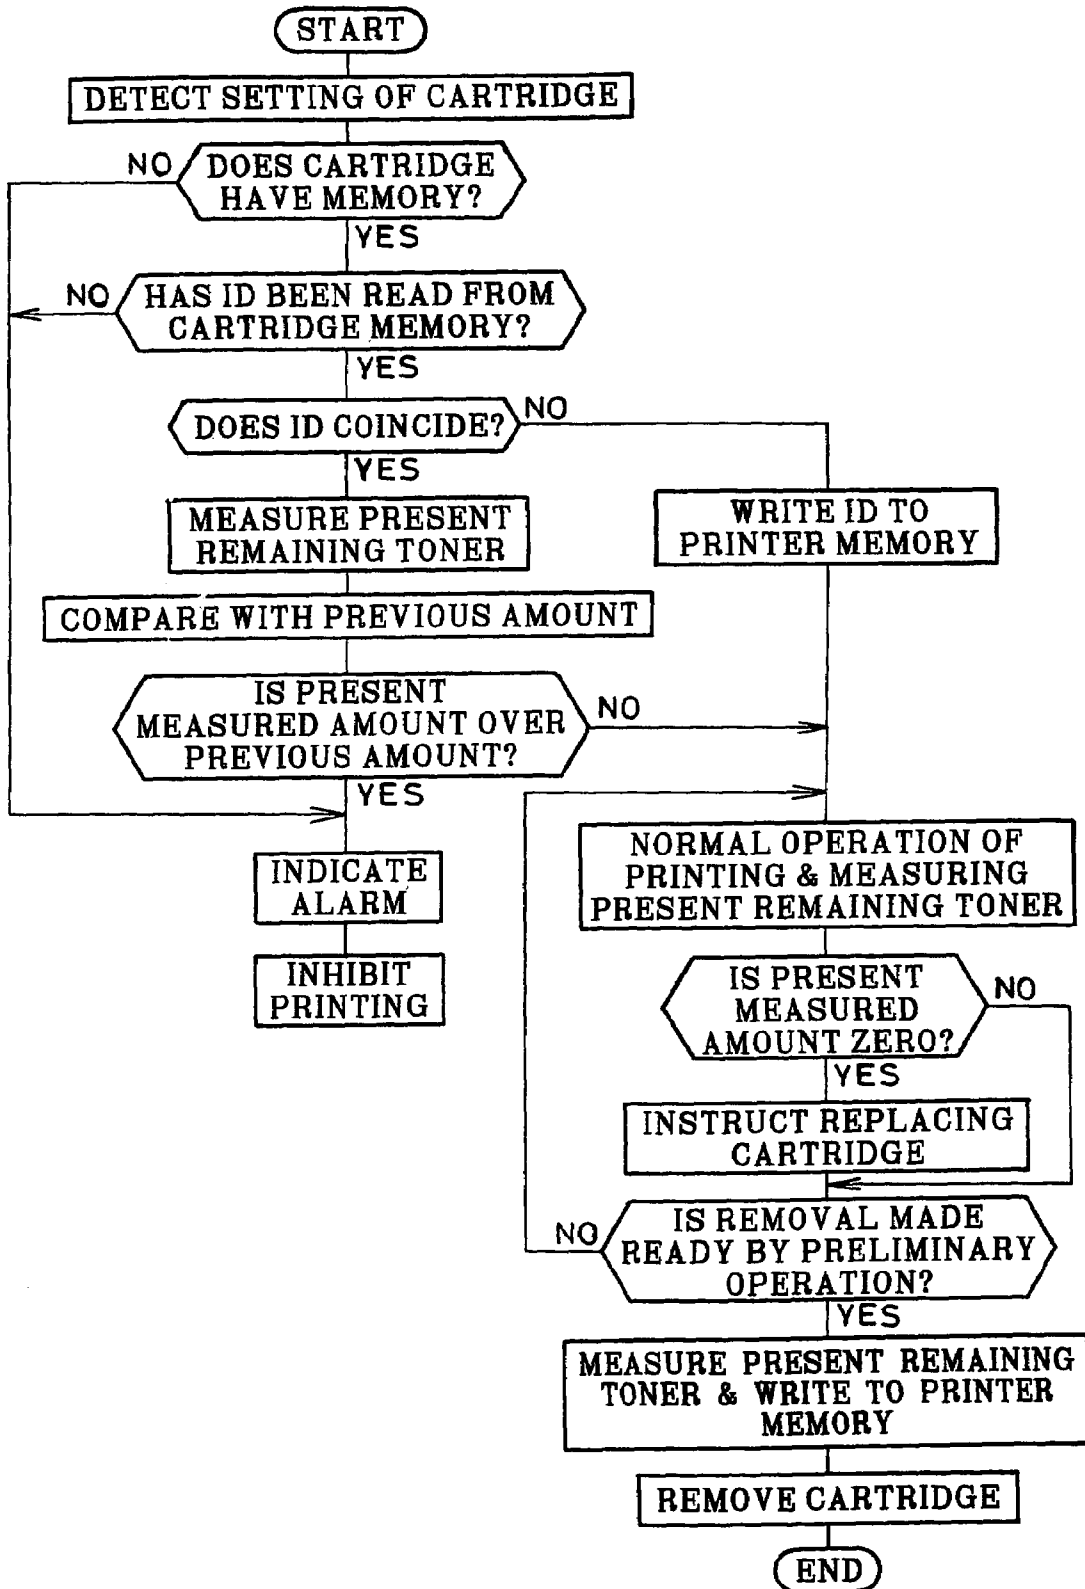 START
DETECT SETTING OF CARTRIDGE
NO
DOES CARTRIDGE
HAVE MEMORY?
YES
NO
HAS ID BEEN READ FROM
CARTRIDGE MEMORY?
YES
DOES ID COINCIDE?
NO
YES
MEASURE PRESENT
REMAINING TONER
WRITE ID TO
PRINTER MEMORY
COMPARE WITH PREVIOUS AMOUNT
IS PRESENT
MEASURED AMOUNT OVER
PREVIOUS AMOUNT?
NO
YES
INDICATE
ALARM
INHIBIT
PRINTING
NORMAL OPERATION OF
PRINTING & MEASURING
PRESENT REMAINING TONER
IS PRESENT
MEASURED
AMOUNT ZERO?
NO
YES
INSTRUCT REPLACING
CARTRIDGE
NO
IS REMOVAL MADE
READY BY PRELIMINARY
OPERATION?
YES
MEASURE PRESENT REMAINING
TONER & WRITE TO PRINTER
MEMORY
REMOVE CARTRIDGE
END